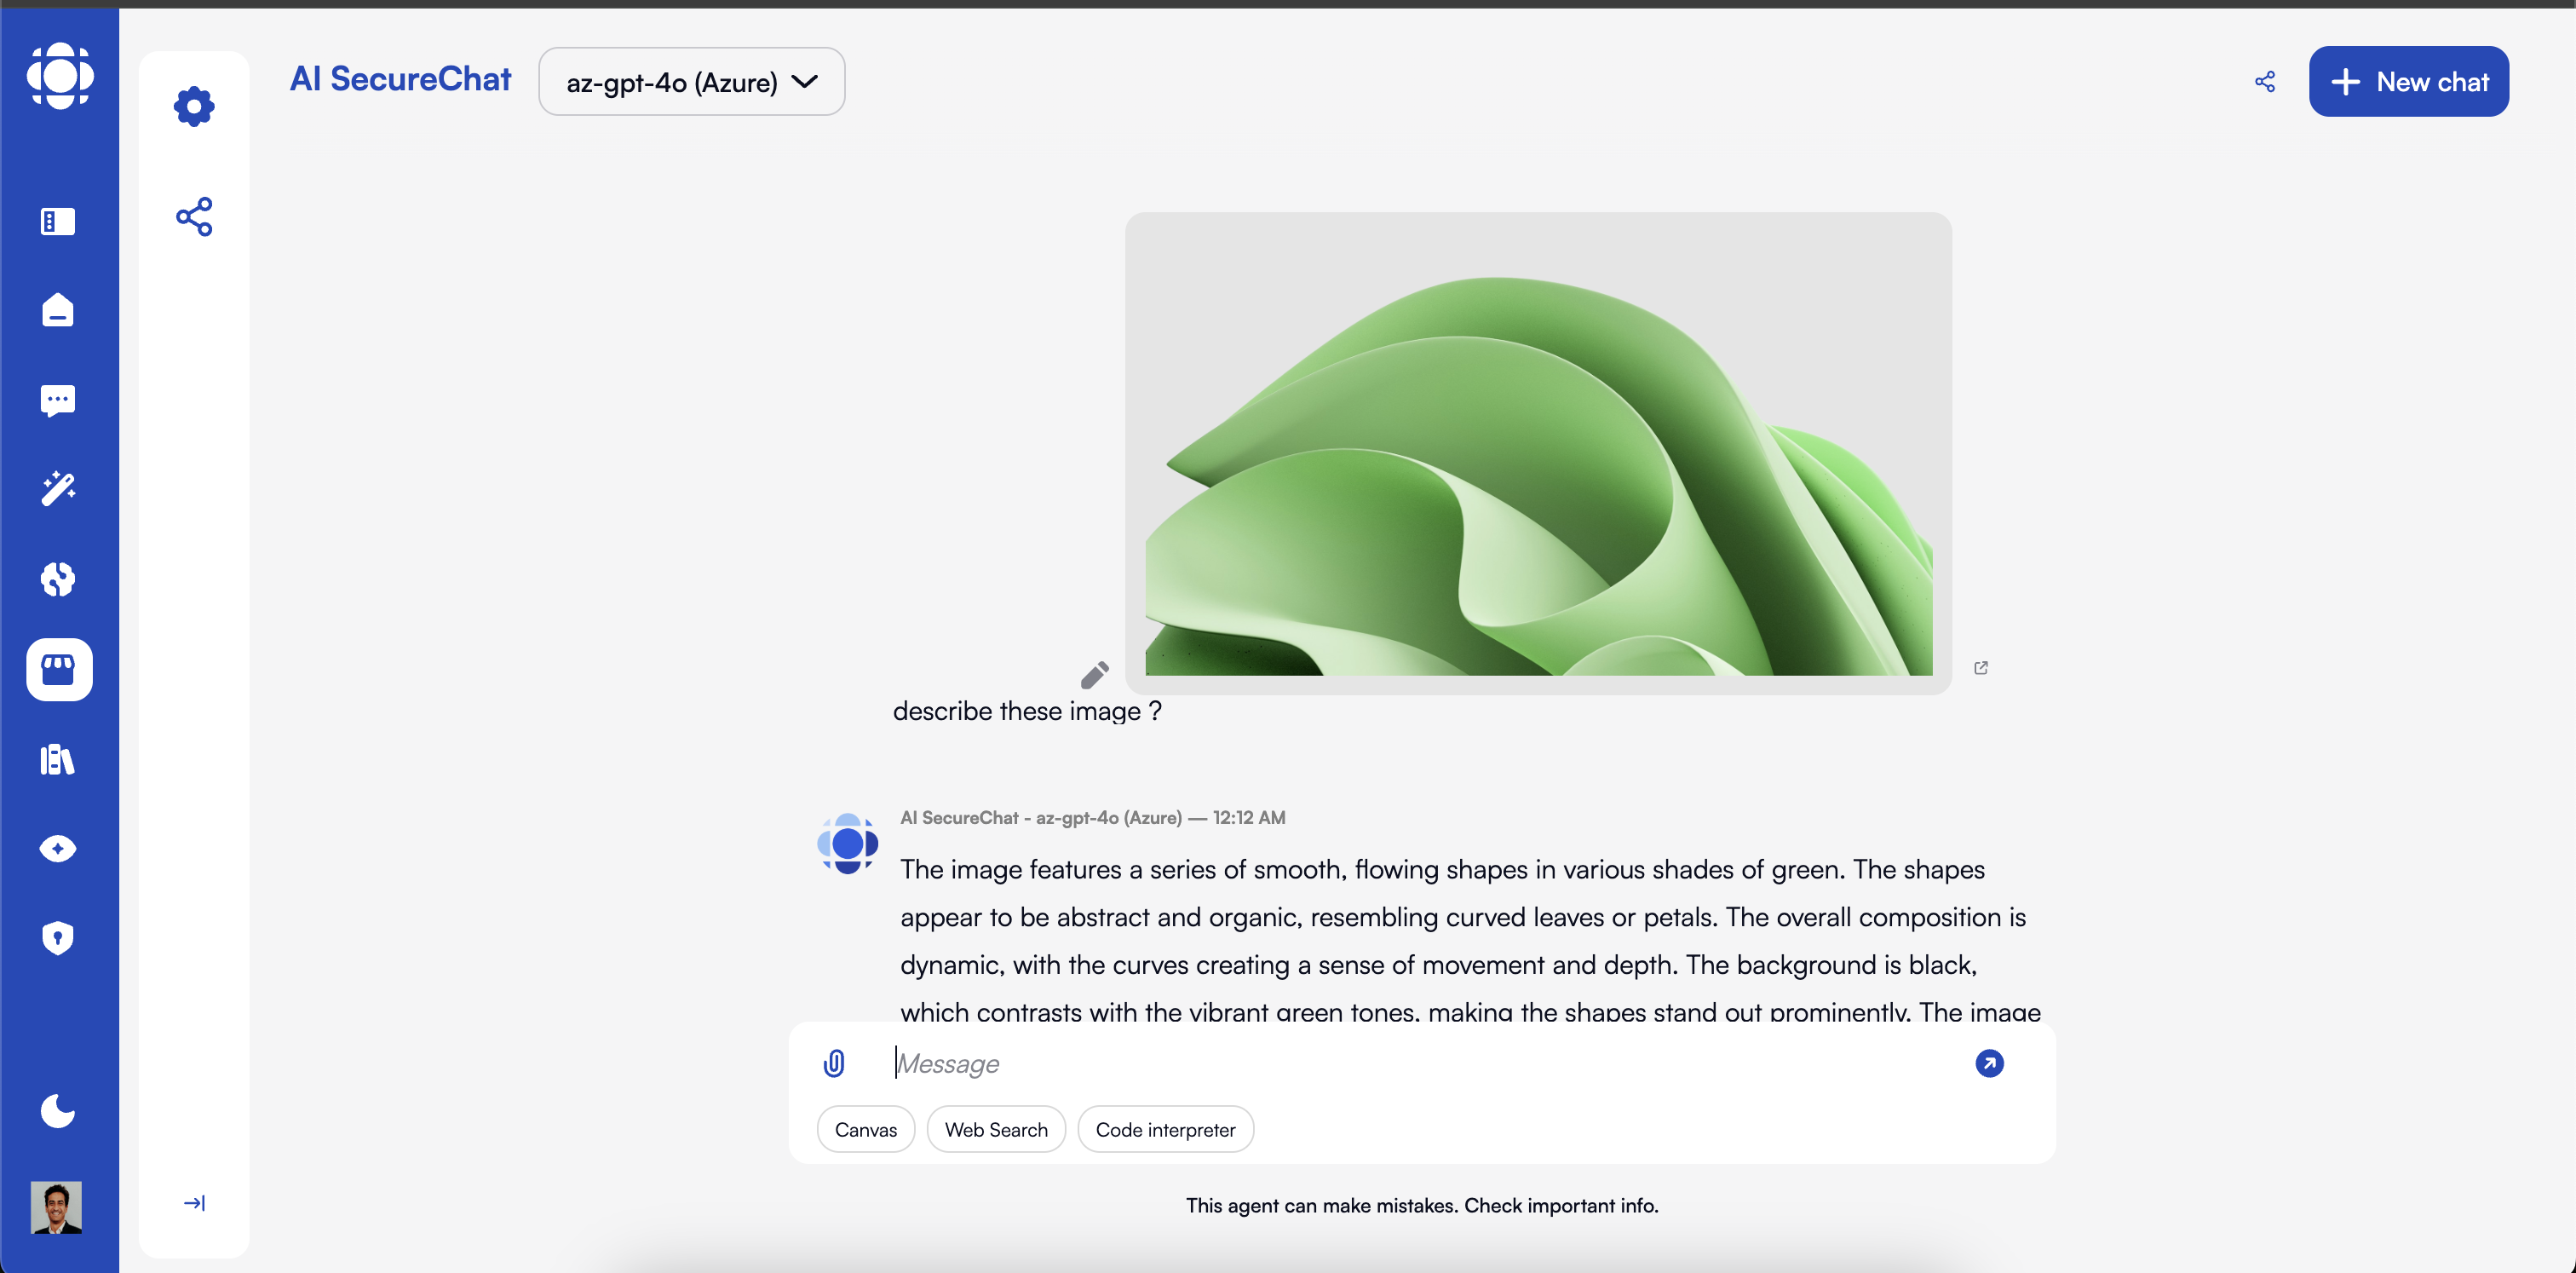 AI SecureChat
az-gpt-4o (Azure)
New chat
describe these image ?
AI SecureChat - az-gpt-4o (Azure) — 12:12 AM
The image features a series of smooth, flowing shapes in various shades of green. The shapes
appear to be abstract and organic, resembling curved leaves or petals. The overall composition is
dynamic, with the curves creating a sense of movement and depth. The background is black,
which contrasts with the vibrant green tones, making the shapes stand out prominently. The image
Message
Canvas
Web Search
Code interpreter
This agent can make mistakes. Check important info.